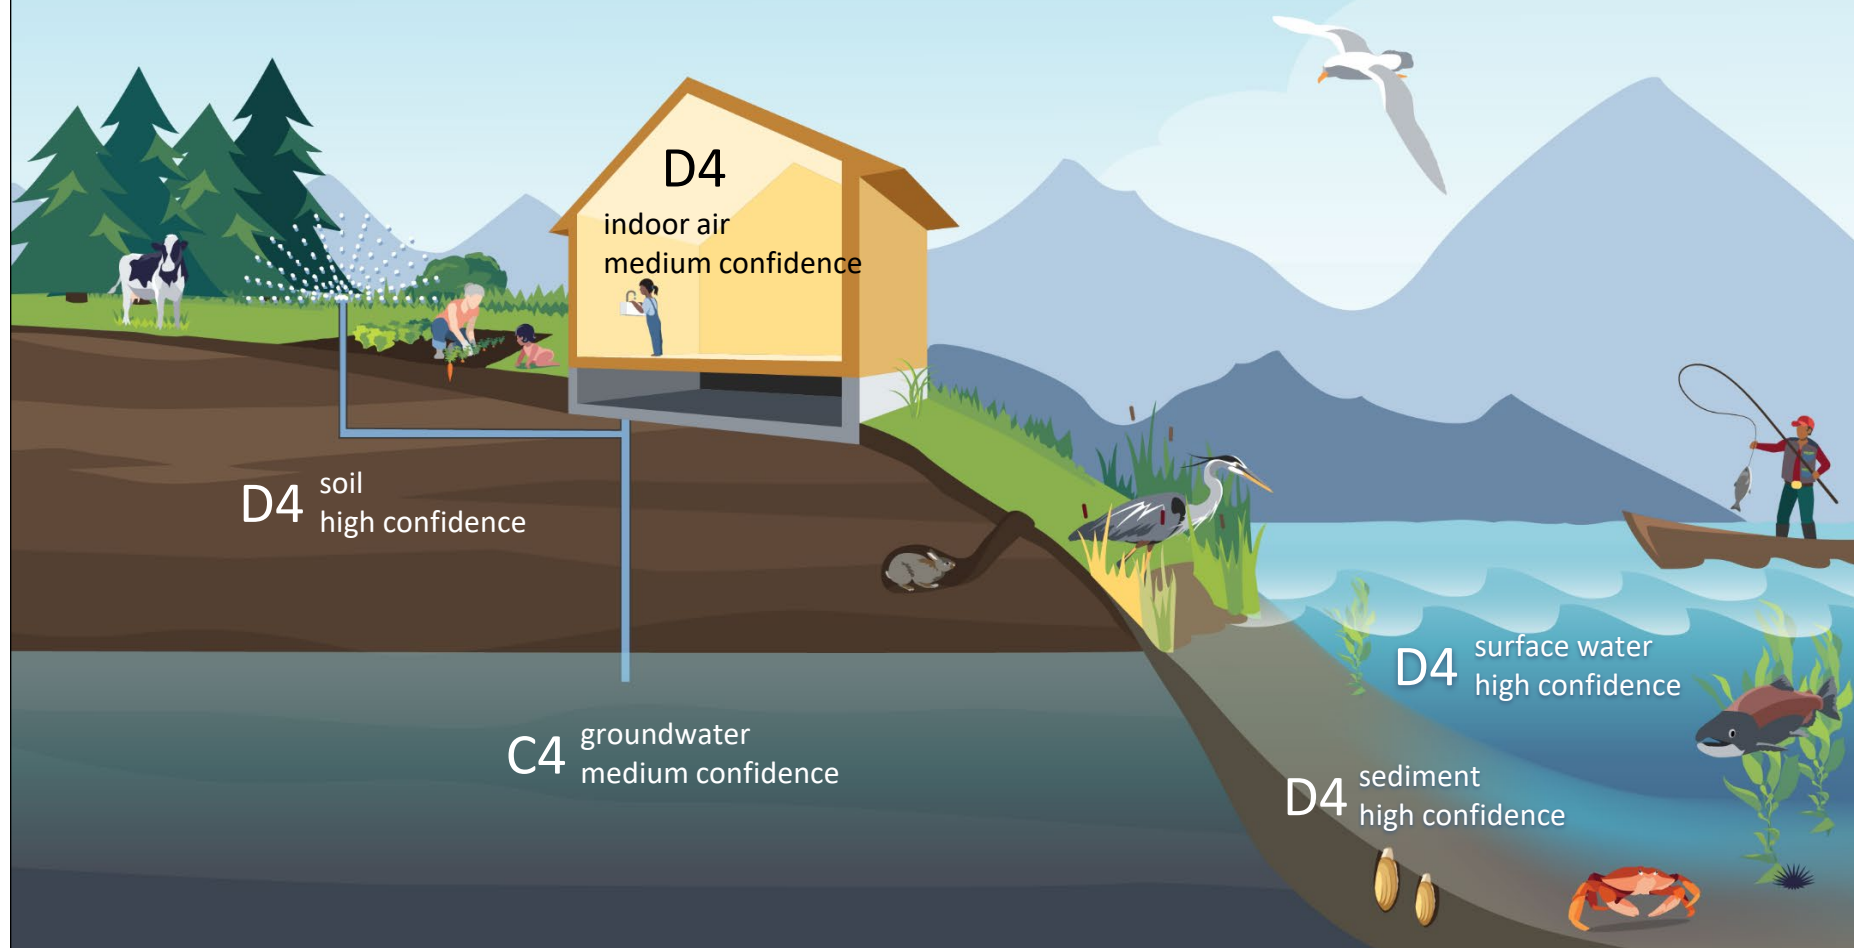 D4
indoor air
medium confidence
D4
soil
high confidence
D4
surface water
high confidence
C4
groundwater
medium confidence
D4
sediment
high confidence